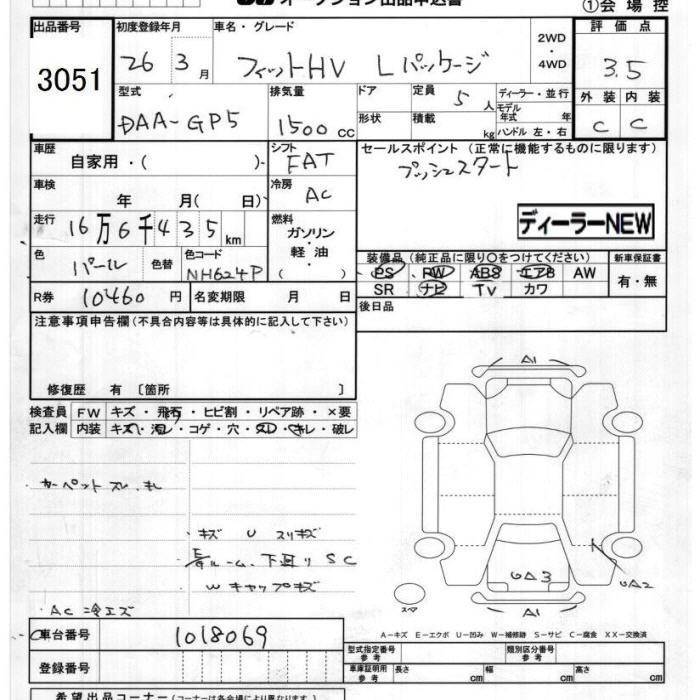 オークション出品申込書 ①会場控
出品番号 初度登録年月 車名・グレード 2WD・4WD 評価点
3051 26 3月 フィットHV Lパッケージ 3.5
型式 排気量 ドア 定員 5人 ディーラー・並行 外装 内装
DAA-GP5 1500cc 形状 積載 kg モデル年式 年 ハンドル 左・右 C C
車歴 自家用・( )・ シフト FAT セールスポイント (正常に機能するものに限ります)
プッシュスタート
車検 年 月( 日) 冷房 AC
走行 16万6千435km 燃料 ガソリン・軽油・( ) ディーラーNEW
色 パール 色替 色コード NH624P
装備品 (純正品に限り○をつけてください) 新車保証書
PS PW ABS エアB AW 有・無
SR ナビ TV カワ
R券 10460円 名変期限 月 日 後日品
注意事項申告欄(不具合内容等は具体的に記入して下さい)
修復歴 有〔箇所 〕
検査員 FW キズ・飛石・ヒビ割・リペア跡・×要
記入欄 内装 キズ・汚レ・コゲ・穴・スレ・キレ・破レ
カーペットスレ、キレ
キズ U スリキズ
下廻りSC
W キャップキズ
AC冷エズ
A1
UA3
UA2
スペア
A1
A-キズ E-エクボ U-凹み W-補修跡 S-サビ C-腐食 XX-交換済
車台番号 1018069 型式指定番号 参考 類別区分番号 参考
登録番号 車庫証明用 参考 長さ cm 幅 cm 高さ cm
希望出品コーナー(コーナーは各会場により異なります。)